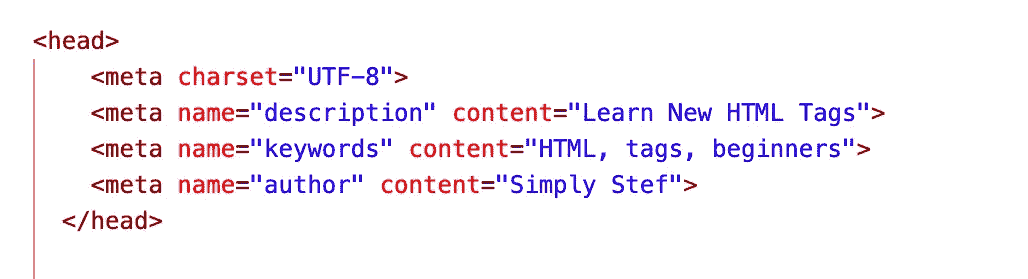 <head>
<meta charset="UTF-8">
<meta name="description" content="Learn New HTML Tags">
<meta name="keywords" content="HTML, tags, beginners">
<meta name="author" content="Simply Stef">
</head>